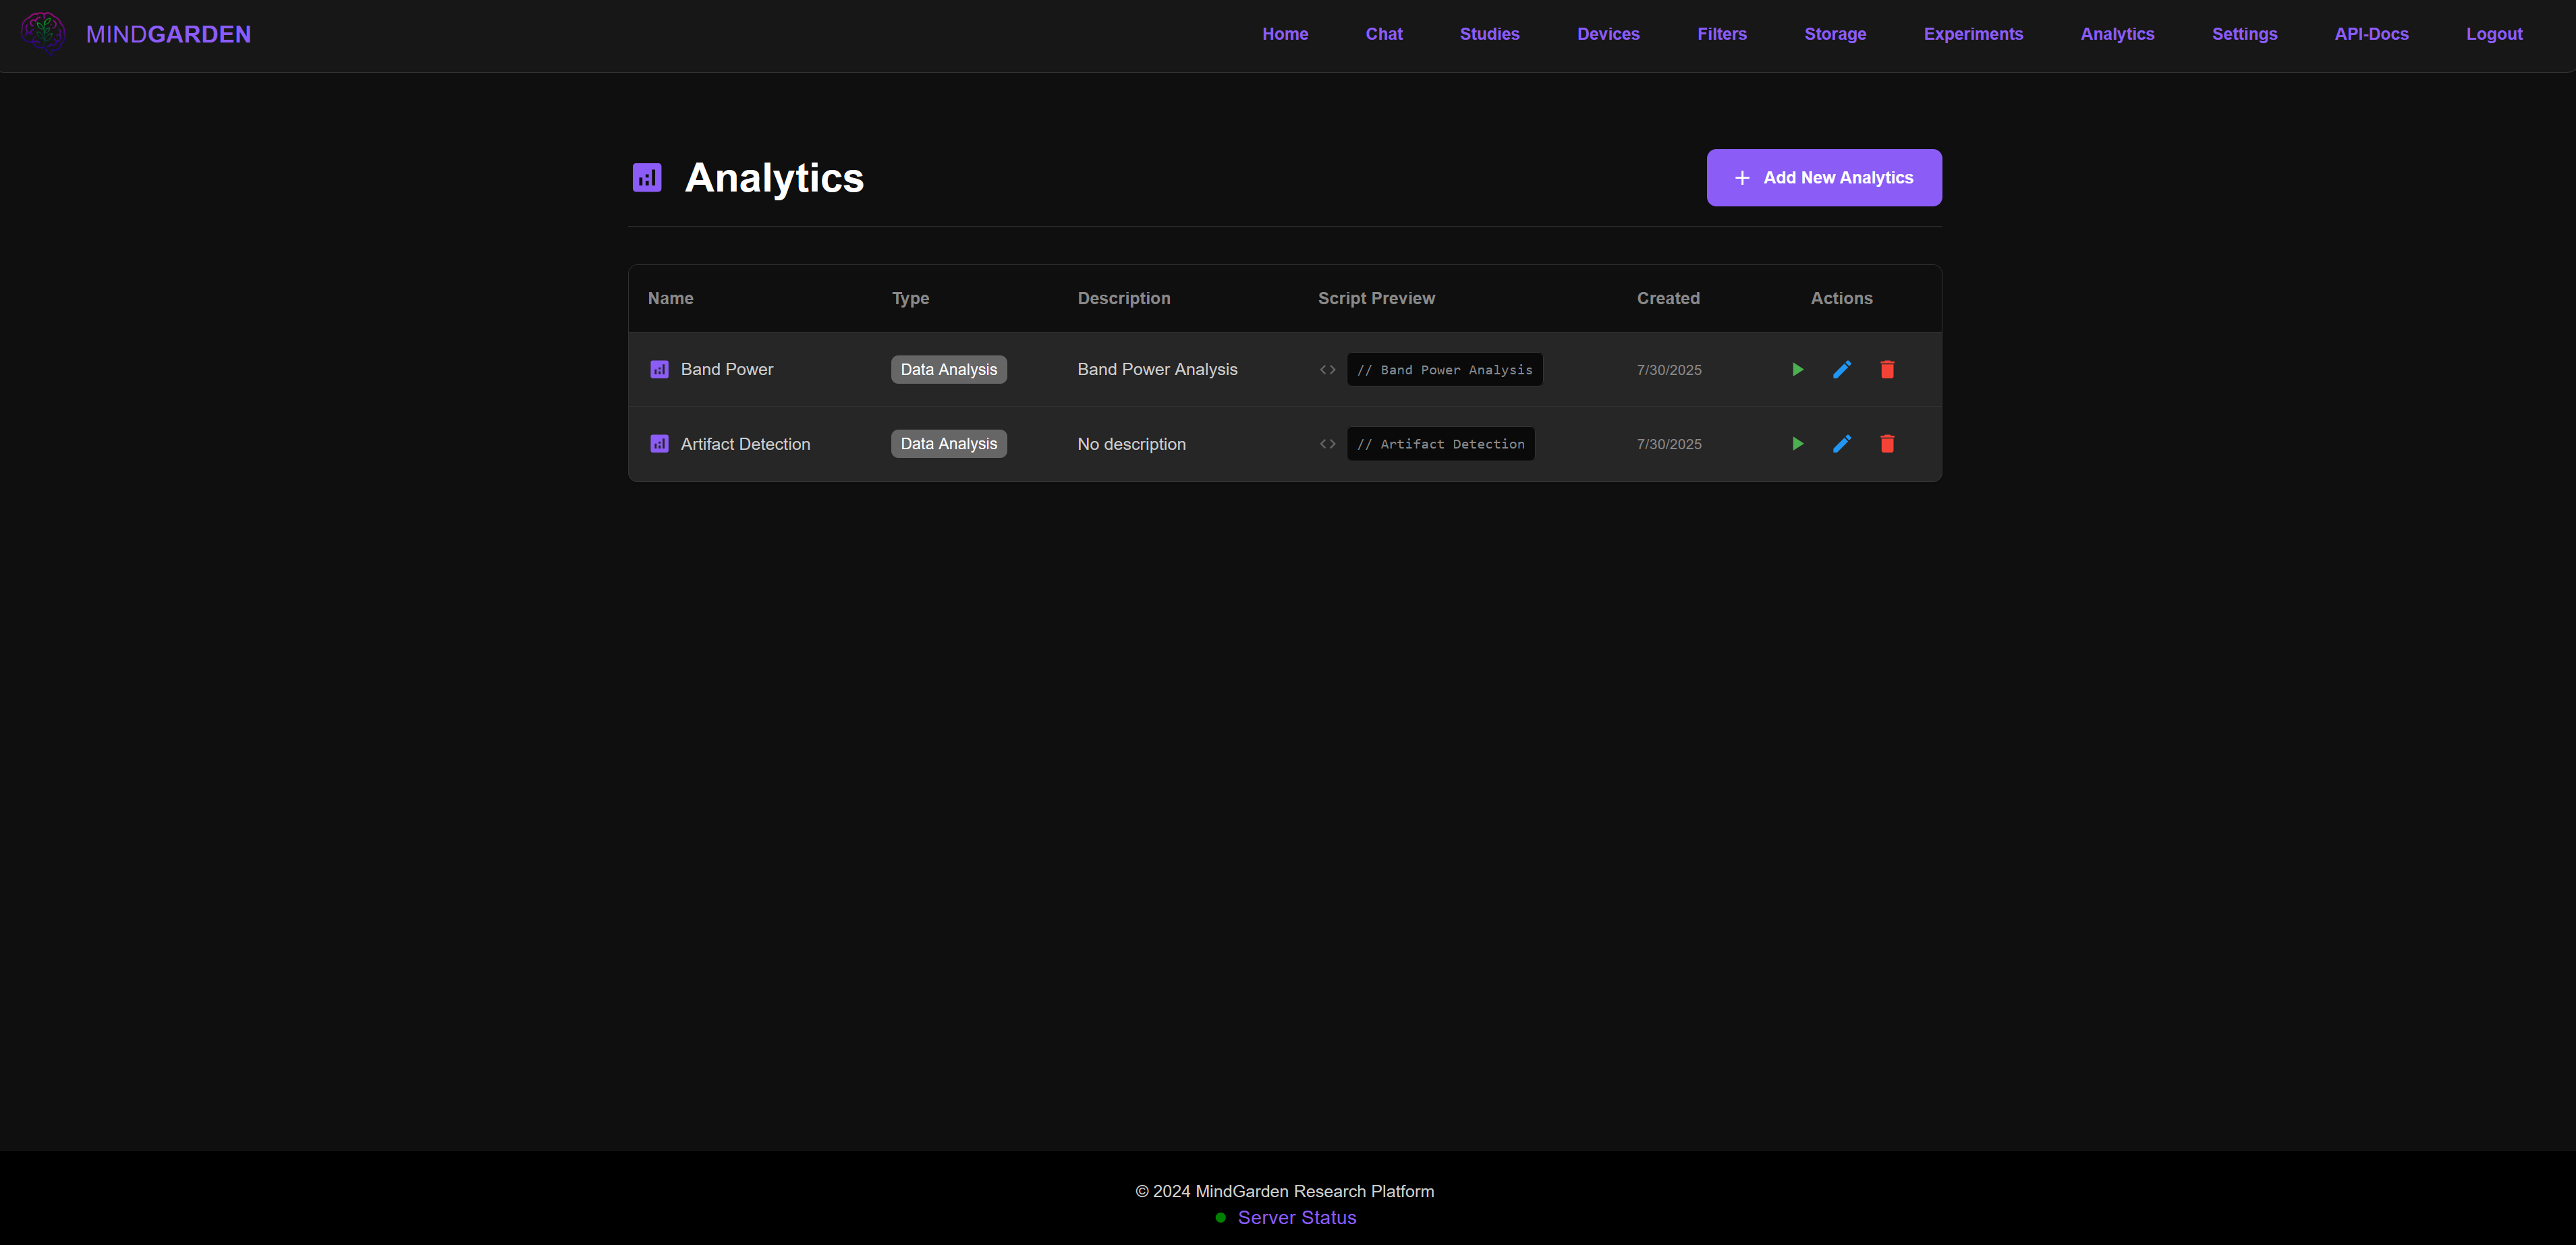 MINDGARDEN Home Chat Studies Devices Filters Storage Experiments Analytics Settings API-Docs Logout
Analytics + Add New Analytics
Name Type Description Script Preview Created Actions
Band Power Data Analysis Band Power Analysis <> // Band Power Analysis 7/30/2025
Artifact Detection Data Analysis No description <> // Artifact Detection 7/30/2025
© 2024 MindGarden Research Platform
Server Status